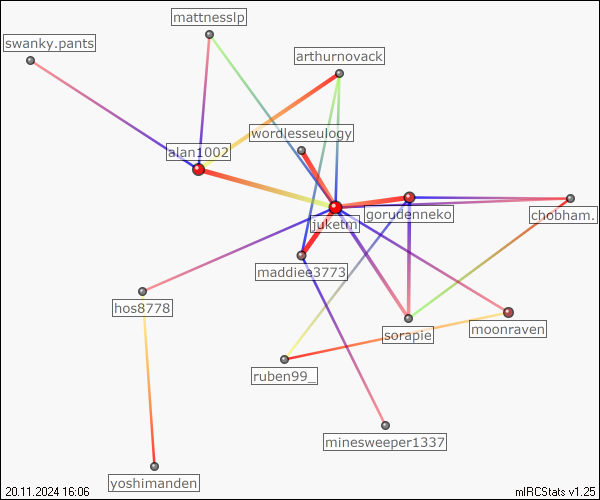 mattnesslp
swanky.pants
arthurnovack
wordlesseulogy
alan1002
gorudenneko
chobham.
juketm
maddiee3773
hos8778
sorapie
moonraven
ruben99_
minesweeper1337
yoshimanden
20.11.2024 16:06
mIRCStats v1.25